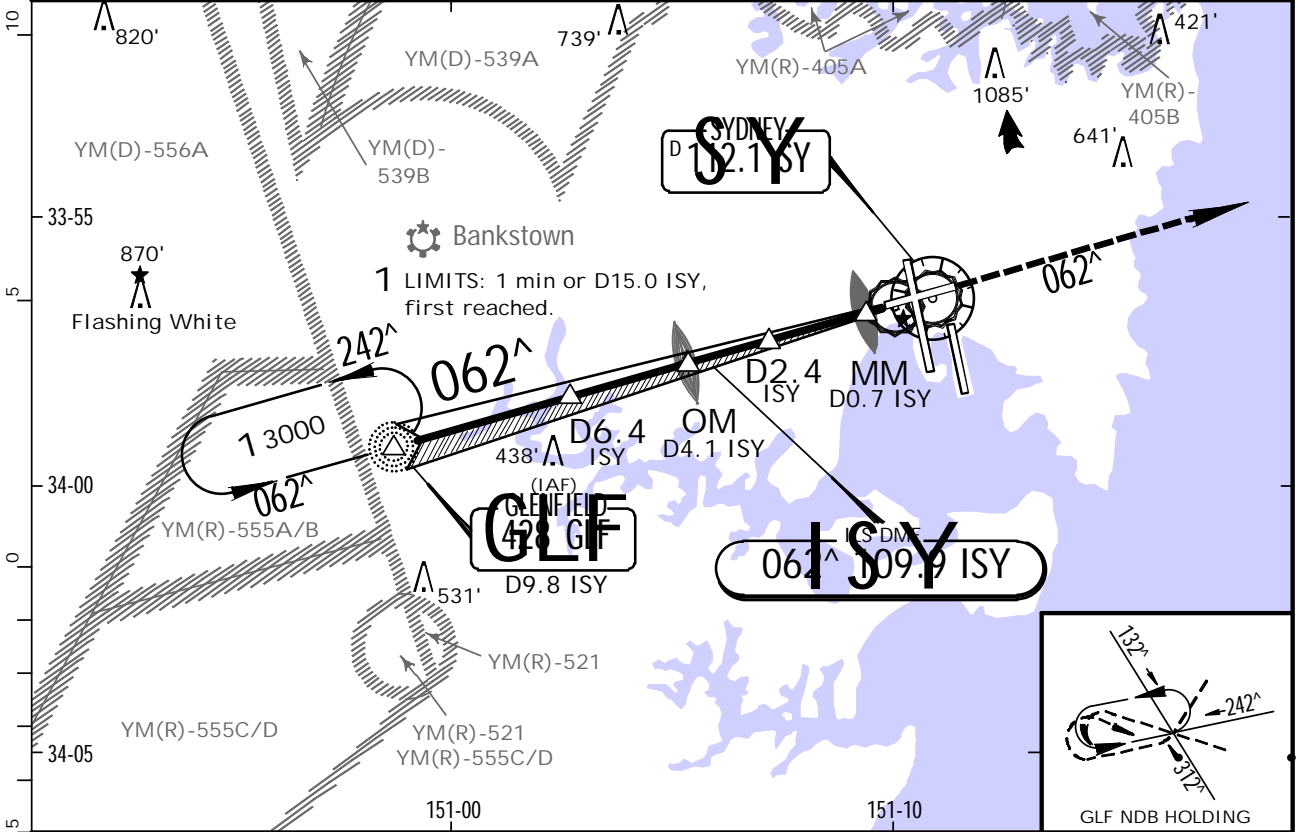 10
820'
739'
YM(D)-539A
YM(R)-405A
421'
1085'
YM(R)-
405B
641'
YM(D)-556A
YM(D)-
539B
SYDNEY
D 112.1 SY
S Y
33-55
Bankstown
870'
Flashing White
5
1 LIMITS: 1 min or D15.0 ISY,
first reached.
062^
242^
062^
D2.4
ISY
MM
D0.7 ISY
1 3000
D6.4
ISY
OM
D4.1 ISY
438'
062^
34-00
(IAF)
GLENFIELD
428 GLF
GLF
D9.8 ISY
YM(R)-555A/B
ILS DME
062^ 109.9 ISY
I S Y
0
531'
YM(R)-521
YM(R)-555C/D
YM(R)-521
YM(R)-555C/D
34-05
132^
242^
312^
GLF NDB HOLDING
5
151-00
151-10